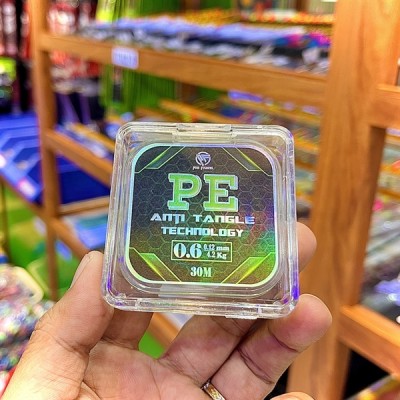 PE
ANTI TANGLE
TECHNOLOGY
0.6 0.12 mm
4.2 Kg
30M